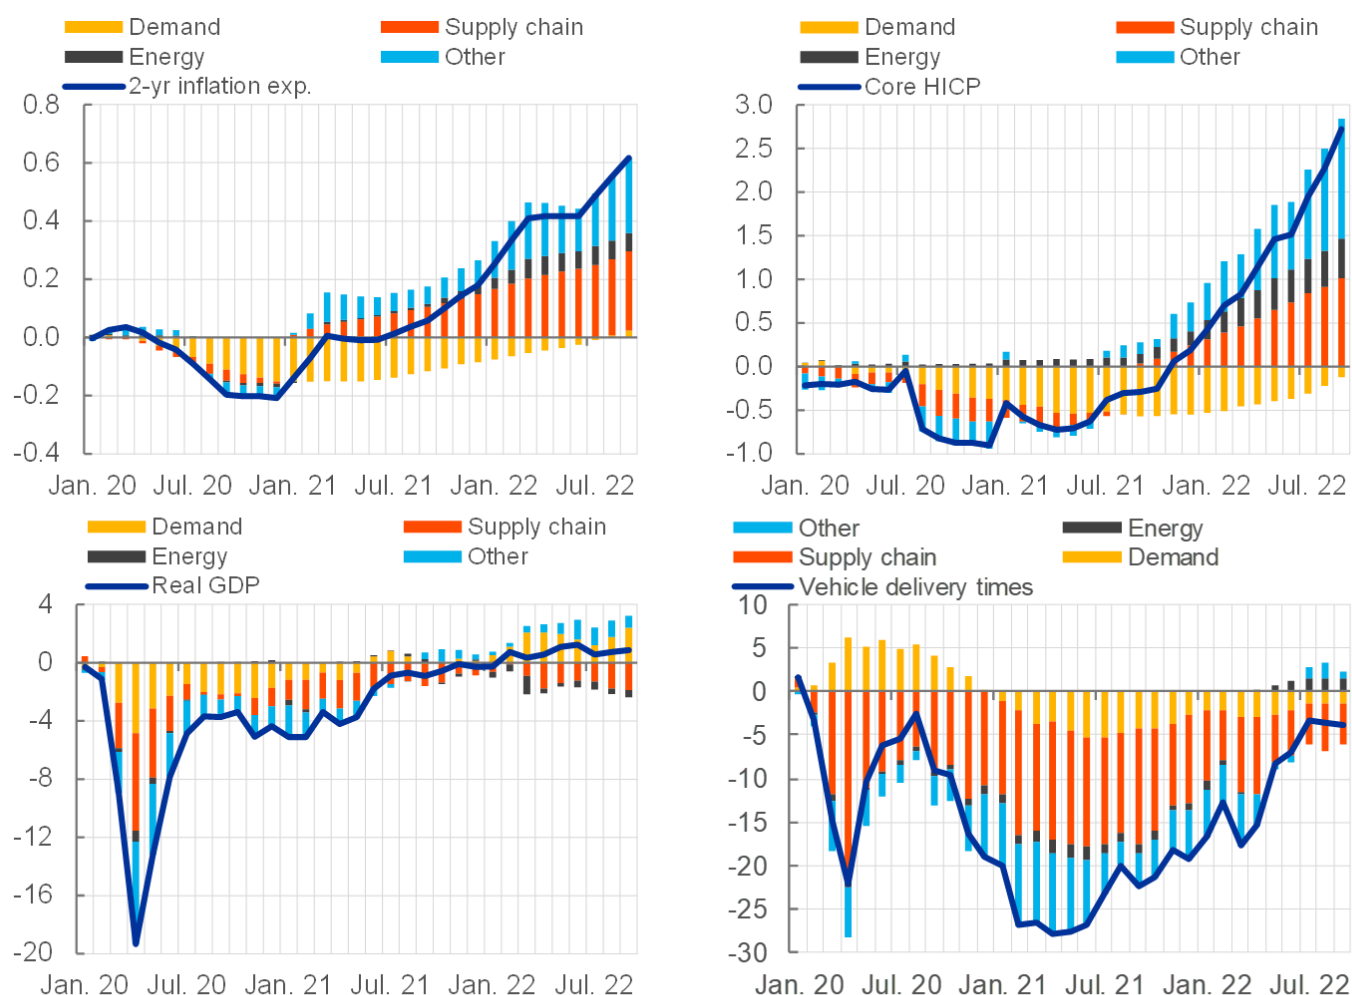 Demand
Supply chain
Energy
Other
2-yr inflation exp.
0.8
0.6
0.4
0.2
0.0
-0.2
-0.4
Jan. 20 Jul. 20 Jan. 21 Jul. 21 Jan. 22 Jul. 22
Demand
Supply chain
Energy
Other
Core HICP
3.0
2.5
2.0
1.5
1.0
0.5
0.0
-0.5
-1.0
Jan. 20 Jul. 20 Jan. 21 Jul. 21 Jan. 22 Jul. 22
Demand
Supply chain
Energy
Other
Real GDP
4
0
-4
-8
-12
-16
-20
Jan. 20 Jul. 20 Jan. 21 Jul. 21 Jan. 22 Jul. 22
Other
Energy
Supply chain
Demand
Vehicle delivery times
10
5
0
-5
-10
-15
-20
-25
-30
Jan. 20 Jul. 20 Jan. 21 Jul. 21 Jan. 22 Jul. 22